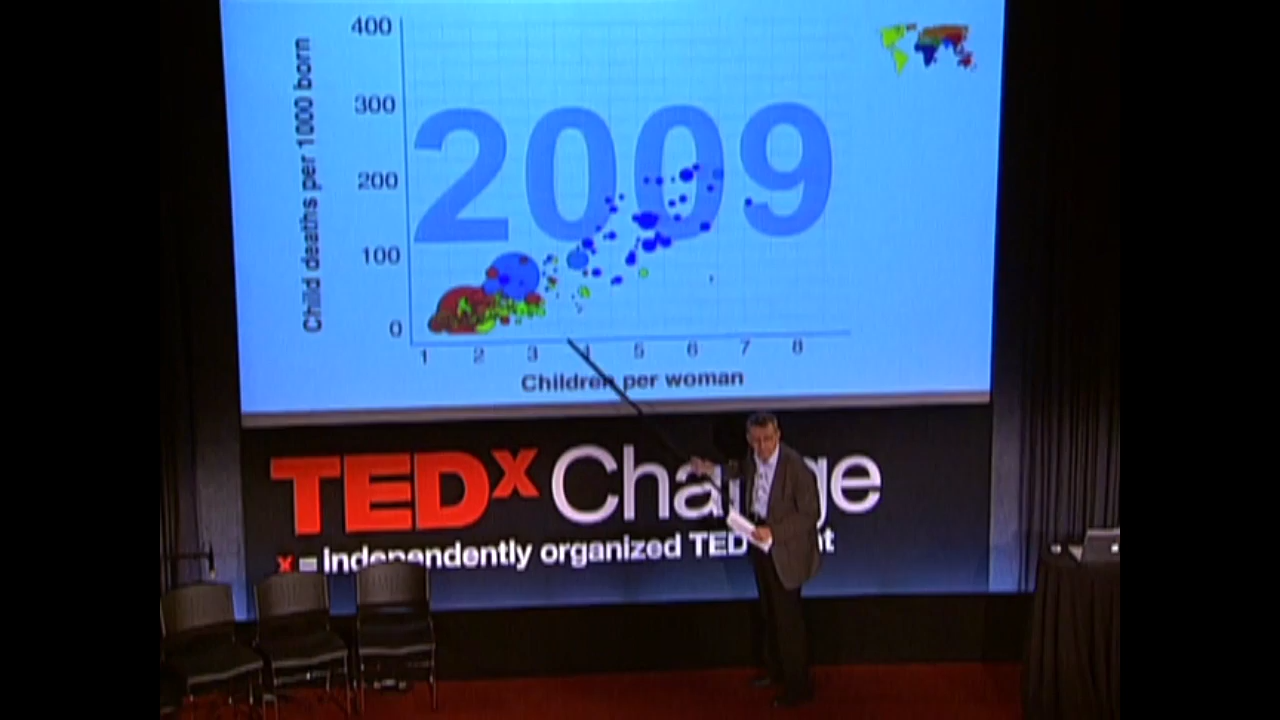 400
300
200
100
0
Child deaths per 1000 born
2009
1 2 3 4 5 6 7 8
Children per woman
TEDx Change
x = independently organized TED